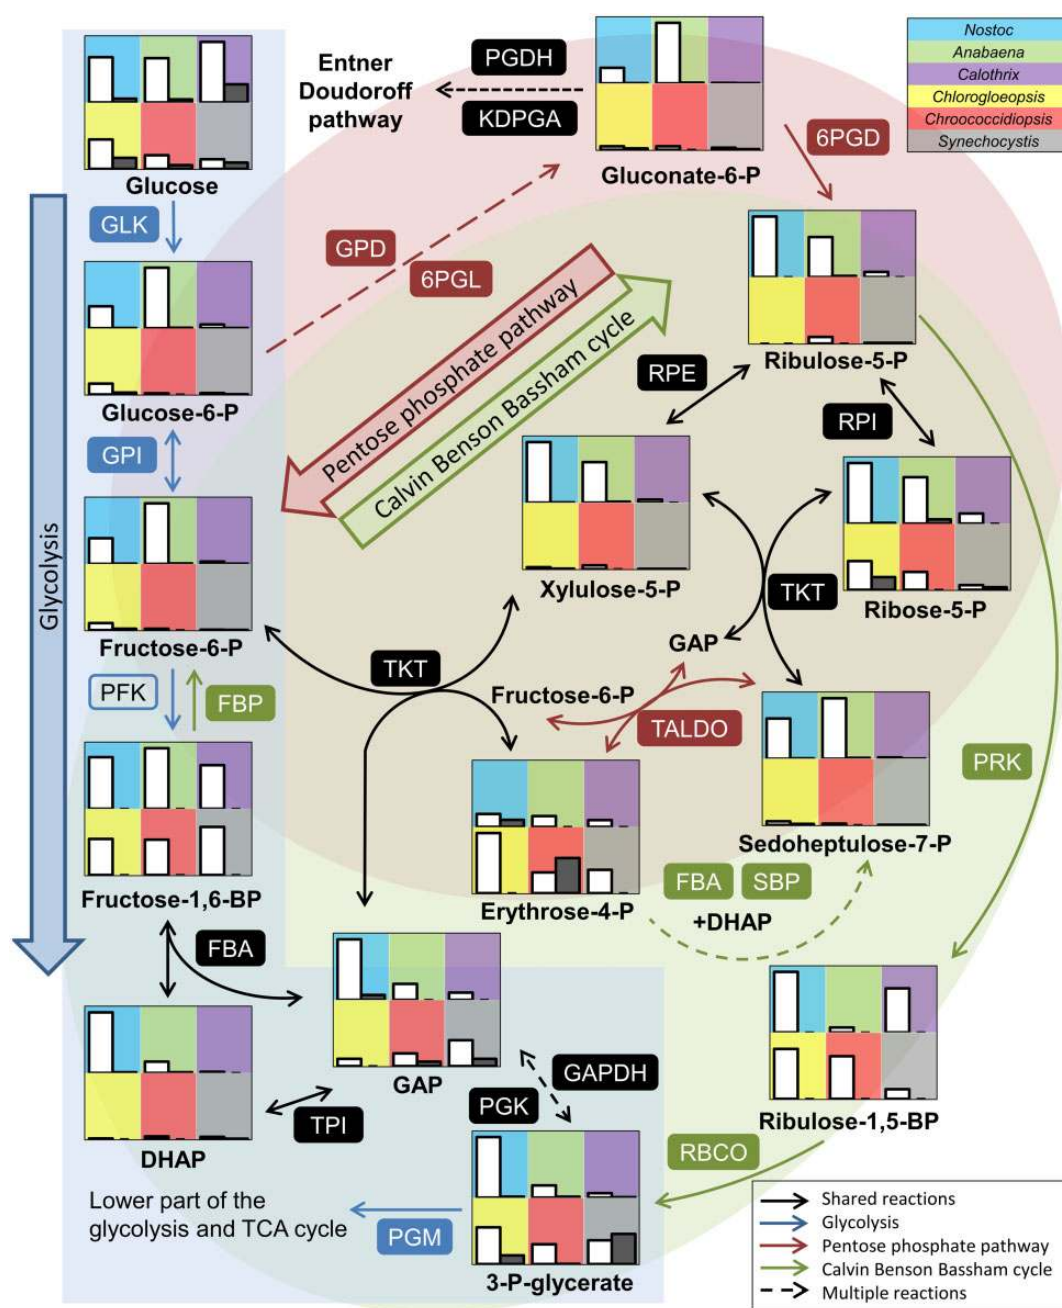 Nostoc
Anabaena
Calothrix
Chlorogloeopsis
Chroococcidiopsis
Synechocystis
Entner
Doudoroff
pathway
PGDH
KDPGA
Gluconate-6-P
6PGD
Glucose
GLK
GPD
6PGL
Glucose-6-P
Pentose phosphate pathway
Calvin Benson Bassham cycle
Ribulose-5-P
RPE
RPI
GPI
Glycolysis
Xylulose-5-P
Ribose-5-P
TKT
Fructose-6-P
TKT
GAP
Fructose-6-P
TALDO
PFK
FBP
PRK
Sedoheptulose-7-P
FBA
SBP
+DHAP
Fructose-1,6-BP
Erythrose-4-P
FBA
GAP
GAPDH
PGK
TPI
DHAP
Ribulose-1,5-BP
RBCO
Lower part of the
glycolysis and TCA cycle
PGM
3-P-glycerate
Shared reactions
Glycolysis
Pentose phosphate pathway
Calvin Benson Bassham cycle
Multiple reactions